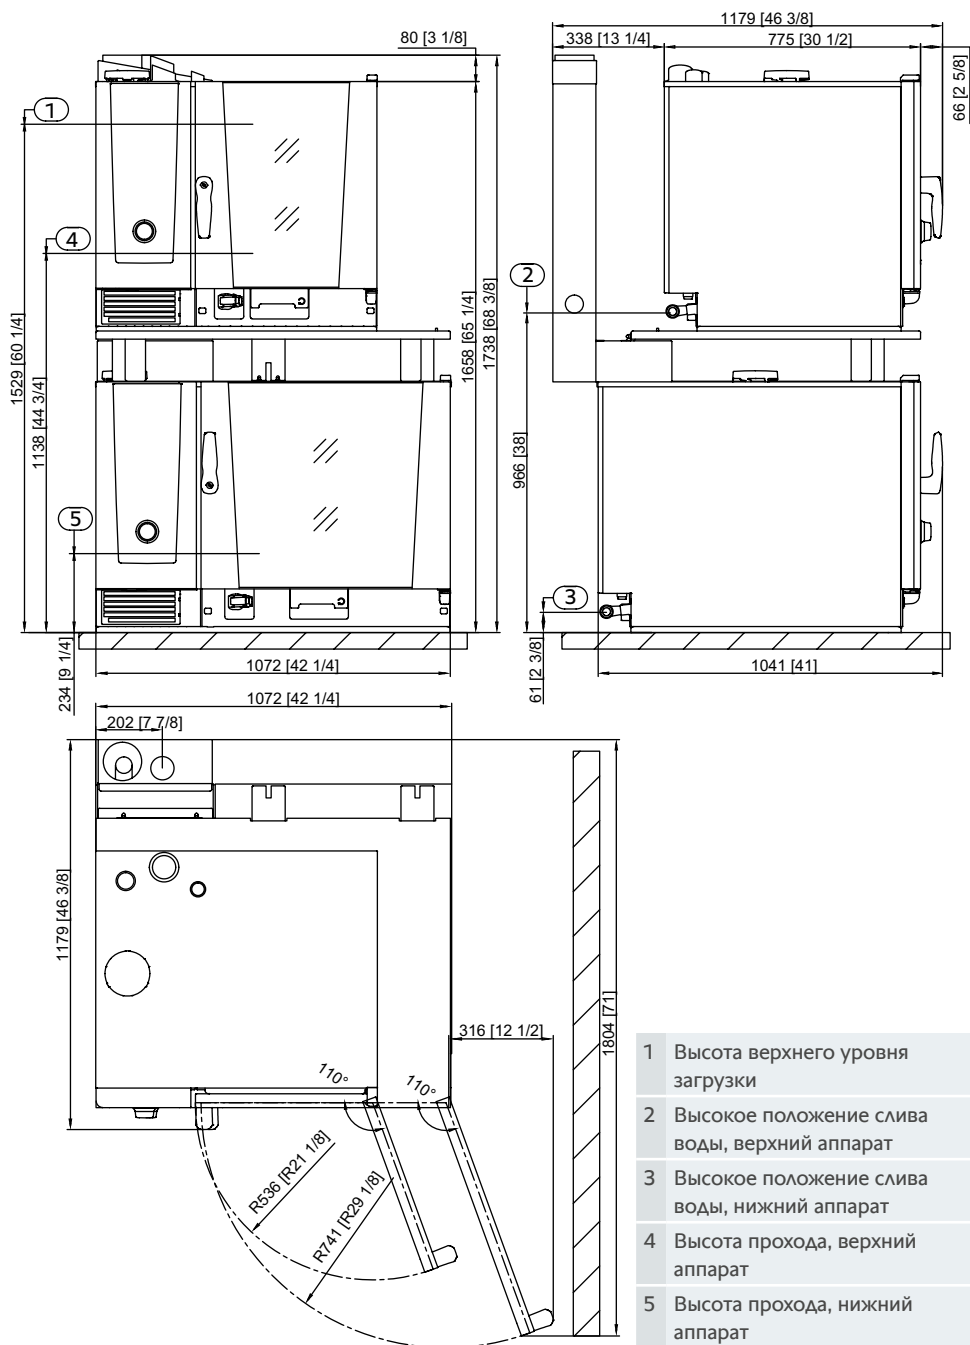 1179 [46 3/8]
80 [3 1/8]
338 [13 1/4]
775 [30 1/2]
66 [2 5/8]
1
4
2
1529 [60 1/4]
1138 [44 3/4]
1658 [65 1/4]
1738 [68 3/8]
966 [38]
5
3
234 [9 1/4]
1072 [42 1/4]
61 [2 3/8]
1041 [41]
1072 [42 1/4]
202 [7 7/8]
1179 [46 3/8]
1804 [71]
316 [12 1/2]
110°
110°
R536 [R21 1/8]
R741 [R29 1/8]
1 Высота верхнего уровня
загрузки
2 Высокое положение слива
воды, верхний аппарат
3 Высокое положение слива
воды, нижний аппарат
4 Высота прохода, верхний
аппарат
5 Высота прохода, нижний
аппарат